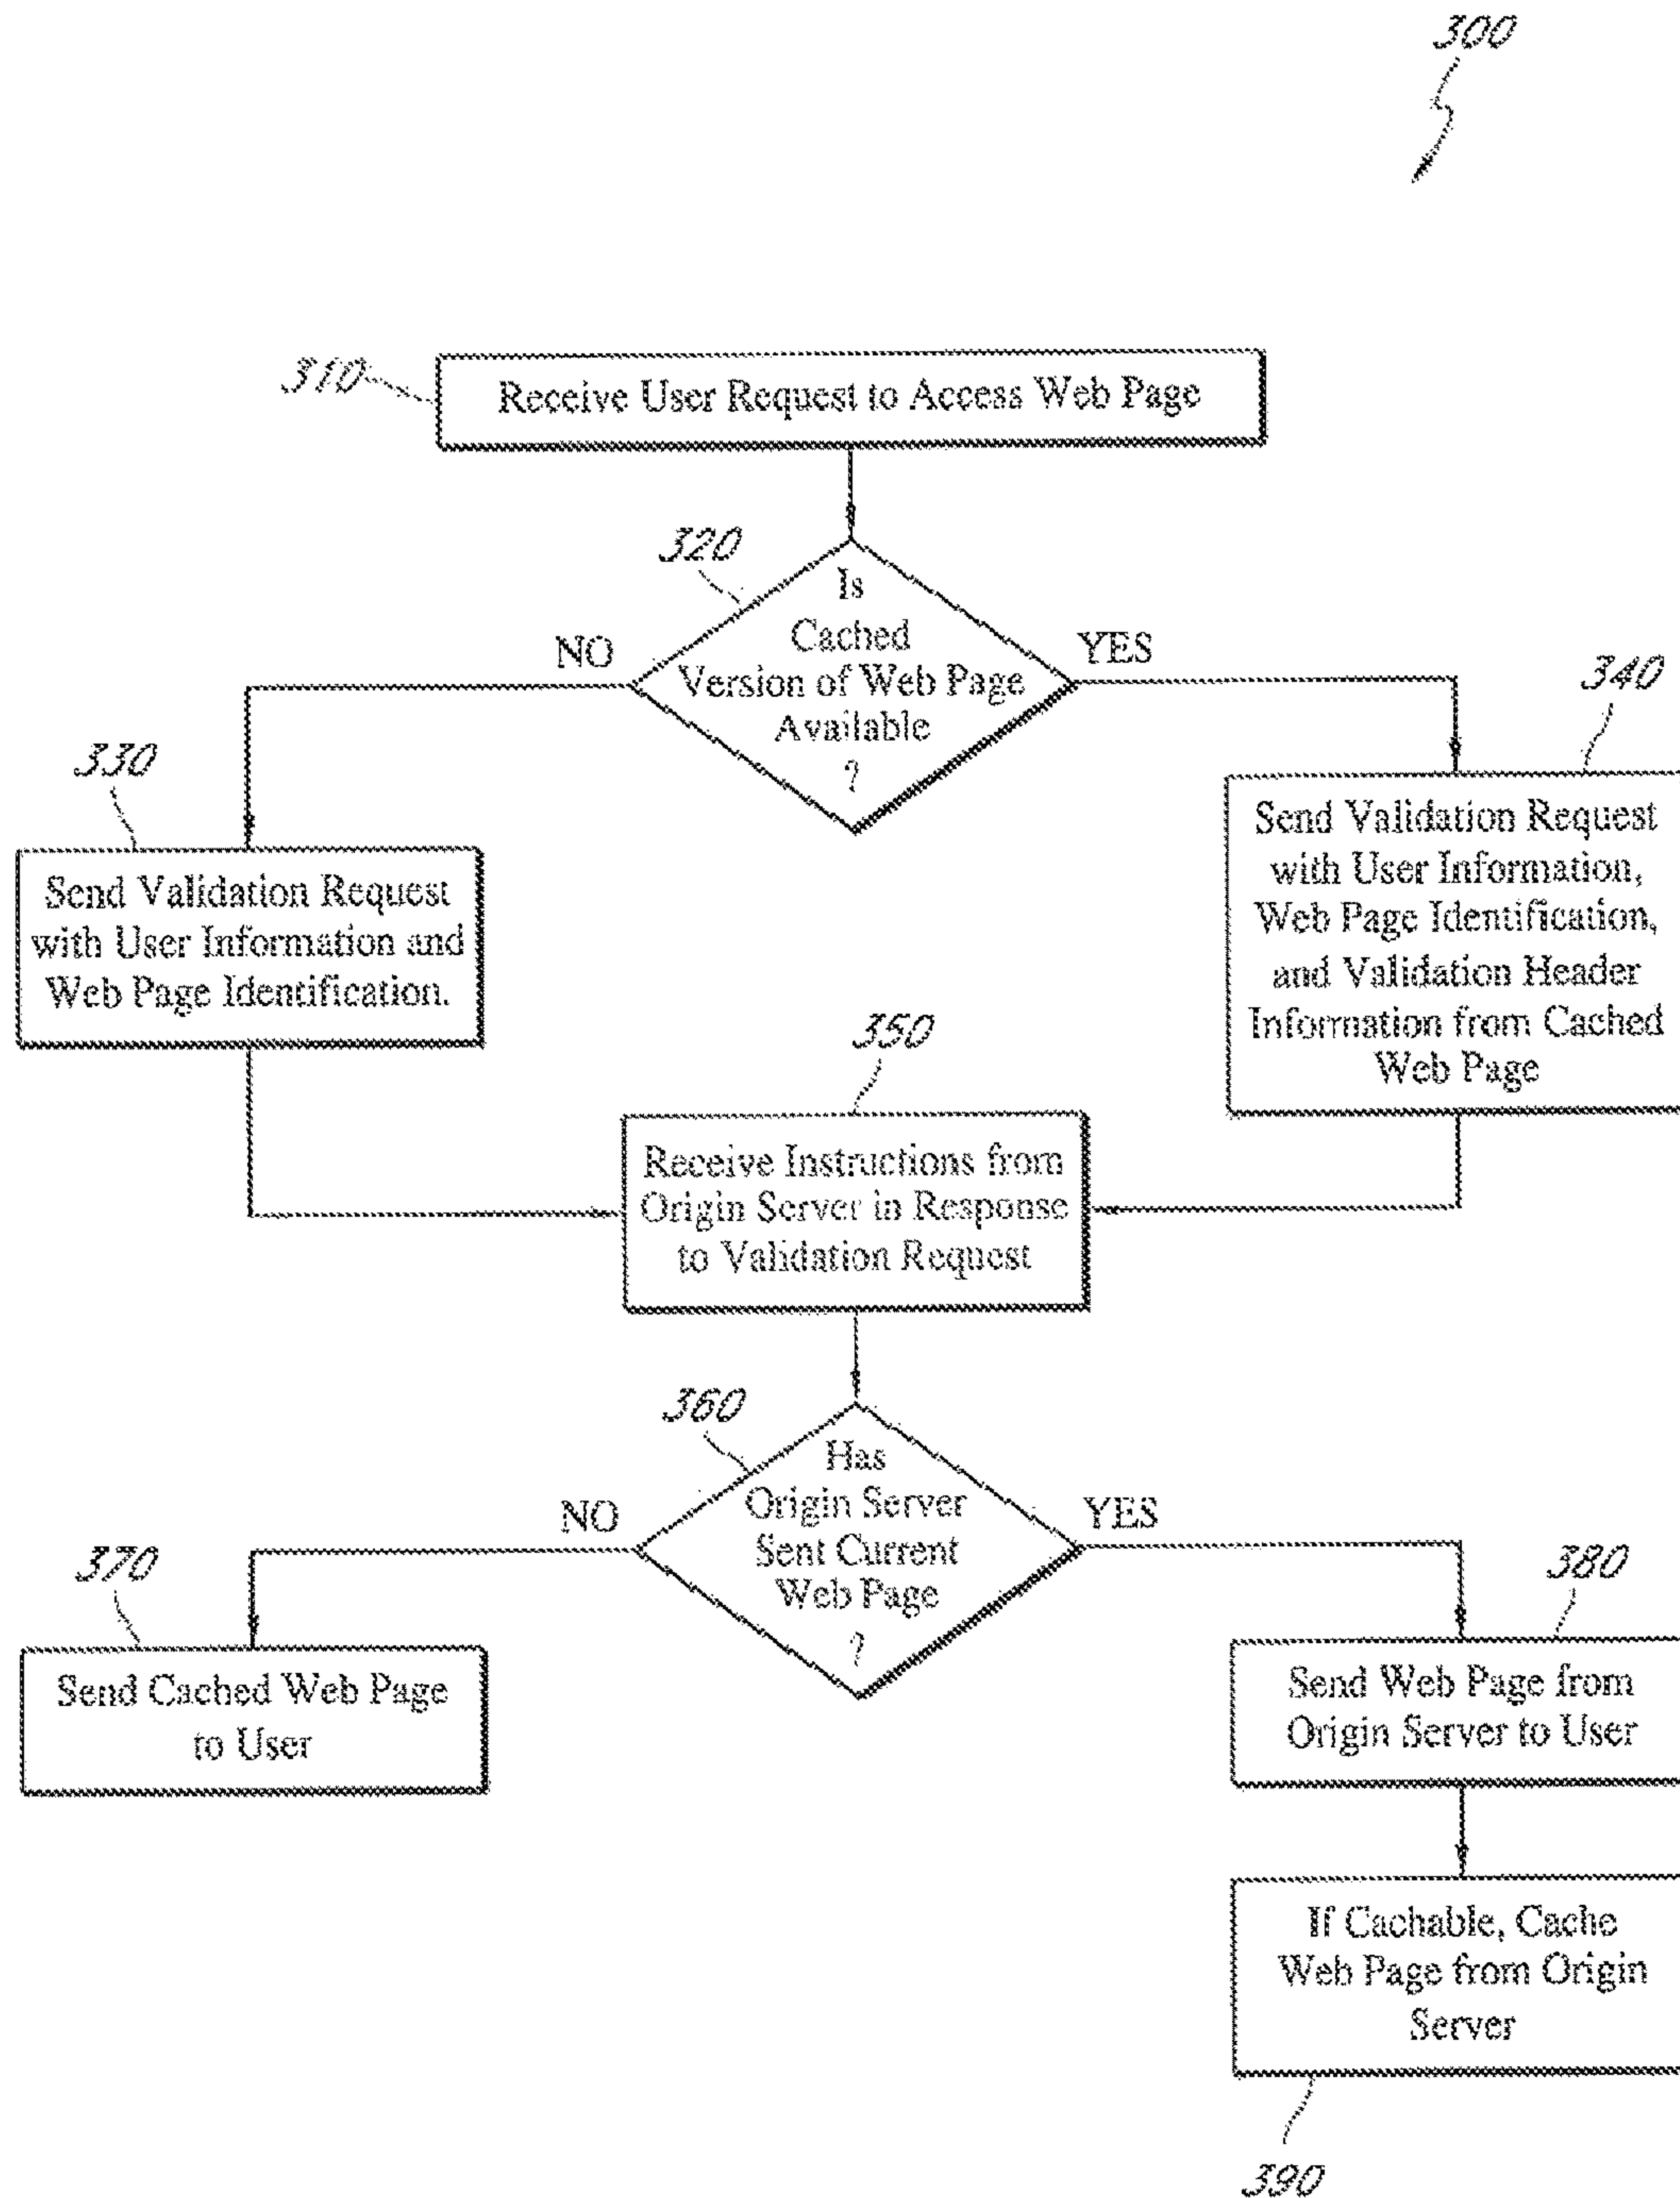 300
310
Receive User Request to Access Web Page
320
Is
Cached
Version of Web Page
Available
?
NO
YES
330
Send Validation Request
with User Information and
Web Page Identification.
340
Send Validation Request
with User Information,
Web Page Identification,
and Validation Header
Information from Cached
Web Page
350
Receive Instructions from
Origin Server in Response
to Validation Request
360
Has
Origin Server
Sent Current
Web Page
?
NO
YES
370
Send Cached Web Page
to User
380
Send Web Page from
Origin Server to User
If Cachable, Cache
Web Page from Origin
Server
390